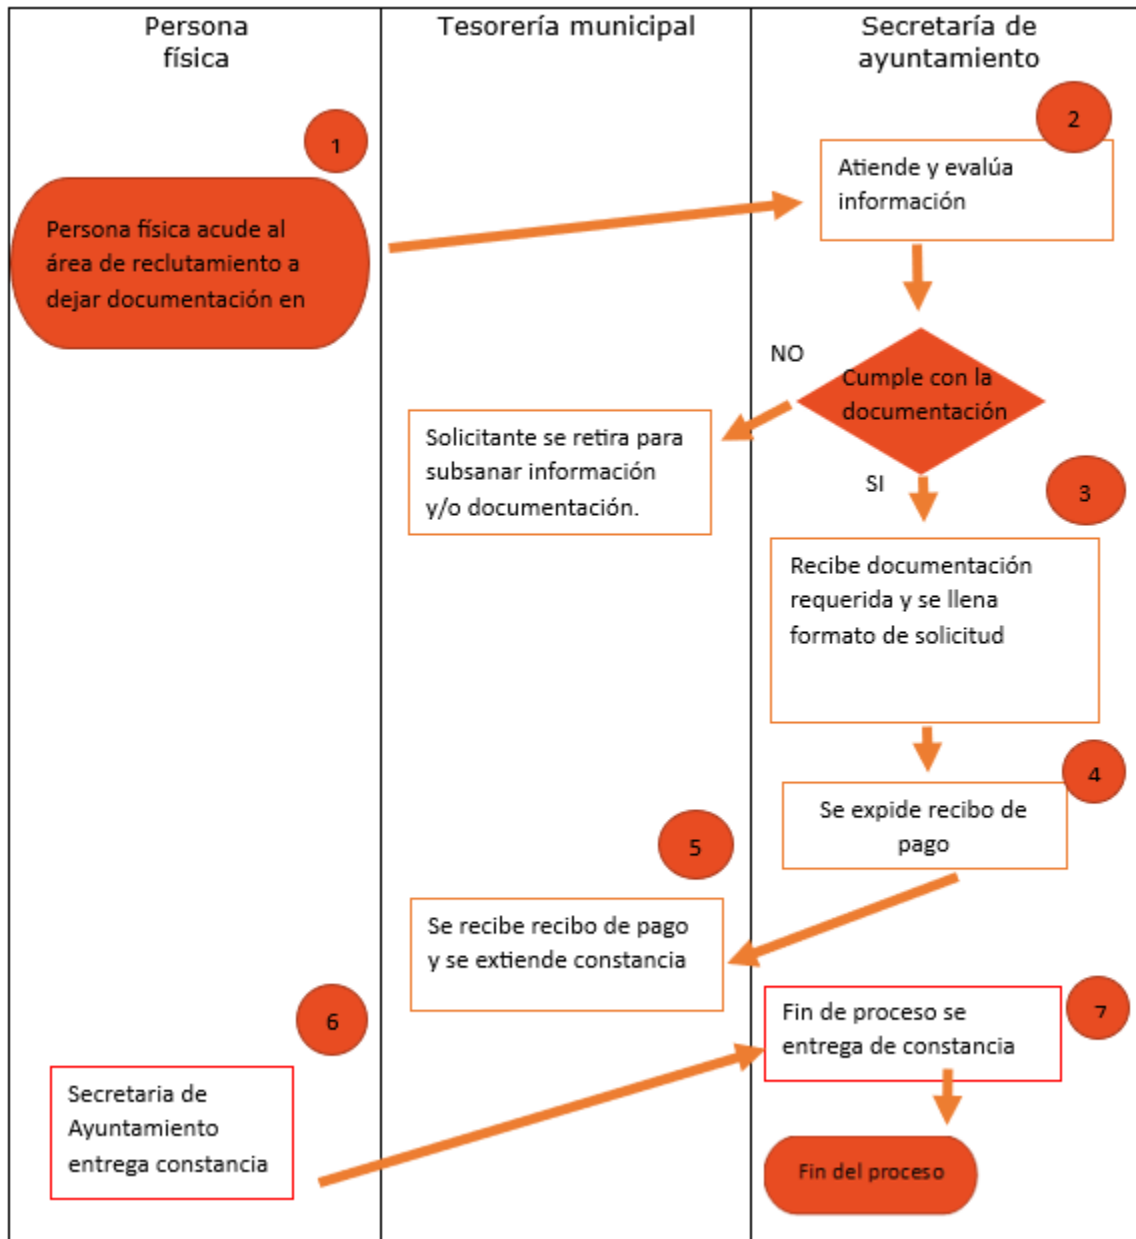 Persona
física
Tesorería municipal
Secretaría de
ayuntamiento
1
Persona física acude al
área de reclutamiento a
dejar documentación en
2
Atiende y evalúa
información
NO
Cumple con la
documentación
Solicitante se retira para
subsanar información
y/o documentación.
SI
3
Recibe documentación
requerida y se llena
formato de solicitud
4
Se expide recibo de
pago
5
Se recibe recibo de pago
y se extiende constancia
6
Secretaria de
Ayuntamiento
entrega constancia
7
Fin de proceso se
entrega de constancia
Fin del proceso